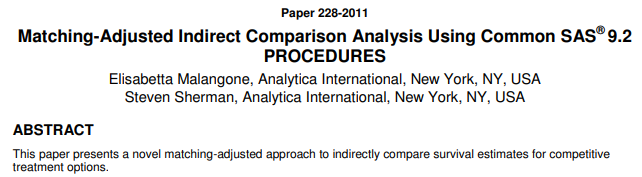 Paper 228-2011
Matching-Adjusted Indirect Comparison Analysis Using Common SAS® 9.2
PROCEDURES
Elisabetta Malangone, Analytica International, New York, NY, USA
Steven Sherman, Analytica International, New York, NY, USA
ABSTRACT
This paper presents a novel matching-adjusted approach to indirectly compare survival estimates for competitive
treatment options.